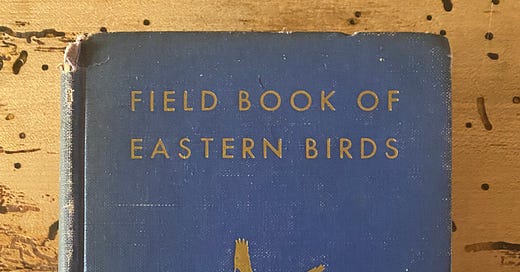 FIELD BOOK OF
EASTERN BIRDS